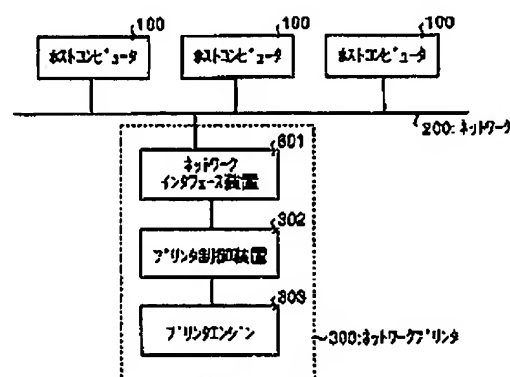 100 100 100
ホストコンピュータ ホストコンピュータ ホストコンピュータ
200:ネットワーク
301
ネットワーク
インタフェース装置
302
プリンタ制御装置
303
プリンタエンジン
300:ネットワークプリンタ